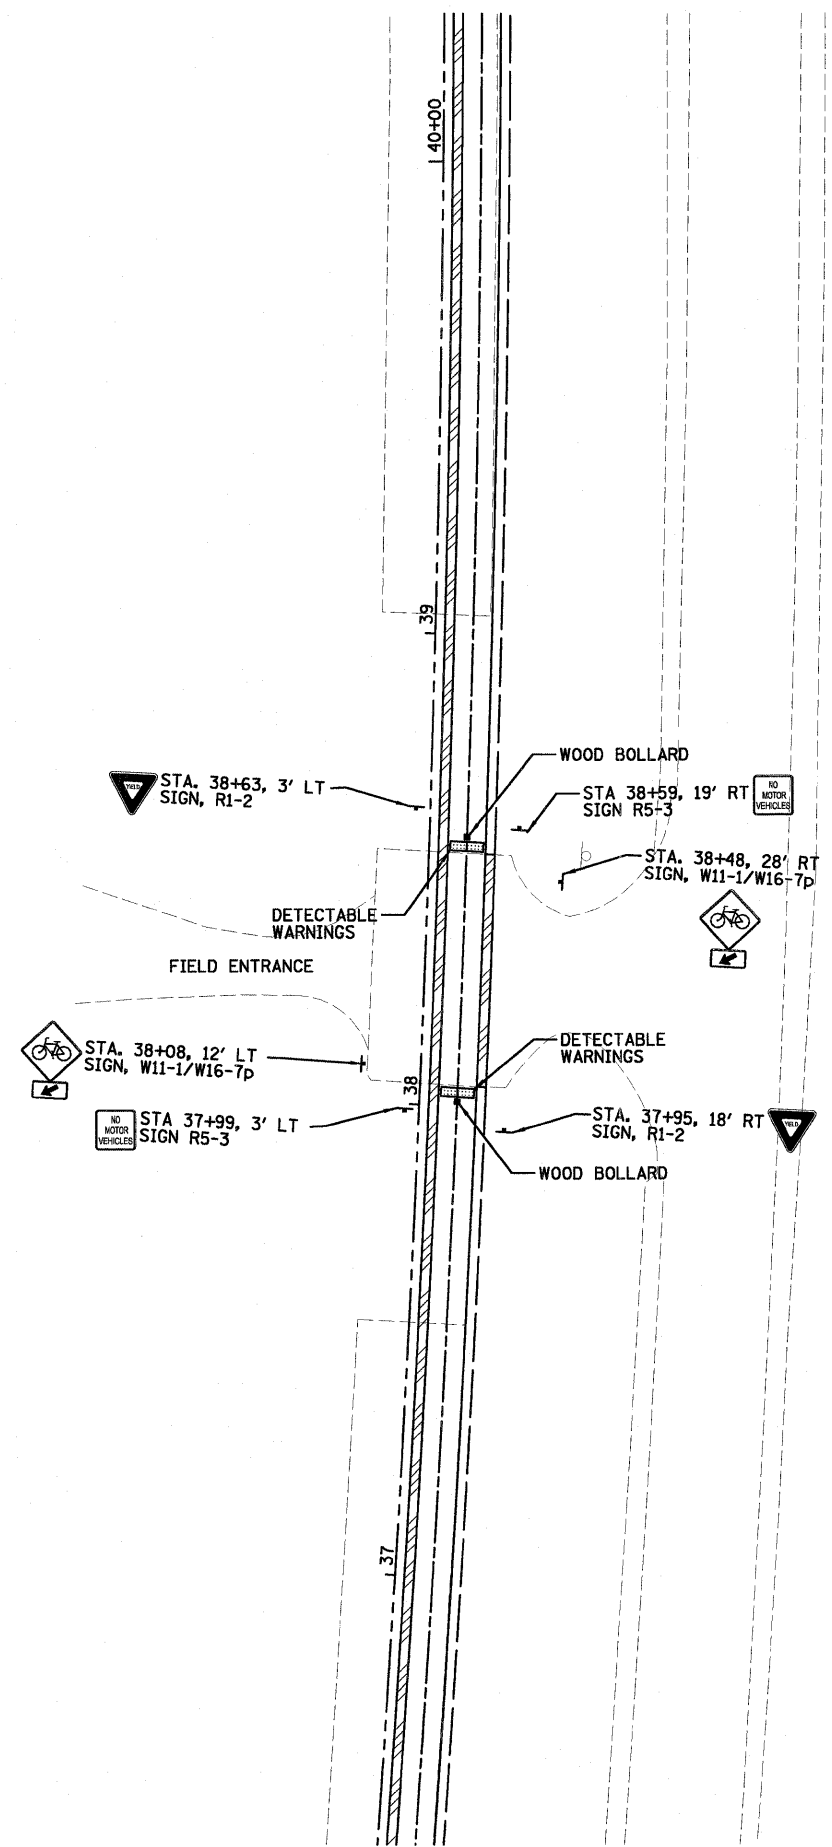 40+00
39
WOOD BOLLARD
YIELD
STA. 38+63, 3' LT
SIGN, R1-2
STA 38+59, 19' RT
SIGN R5-3
NO
MOTOR
VEHICLES
STA. 38+48, 28' RT
SIGN, W11-1/W16-7p
DETECTABLE
WARNINGS
FIELD ENTRANCE
DETECTABLE
WARNINGS
STA. 38+08, 12' LT
SIGN, W11-1/W16-7p
38
NO
MOTOR
VEHICLES
STA 37+99, 3' LT
SIGN R5-3
STA. 37+95, 18' RT
SIGN, R1-2
YIELD
WOOD BOLLARD
37